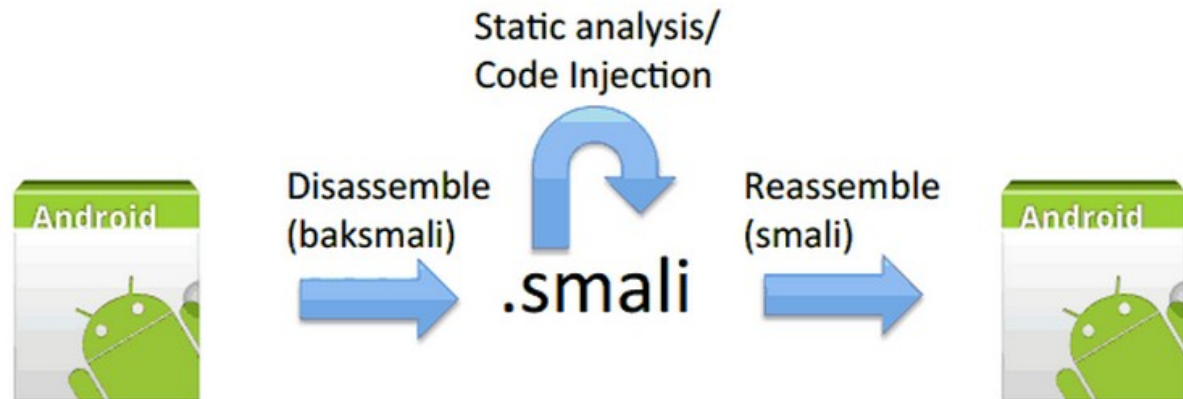 Static analysis/
Code Injection
Disassemble
(baksmali)
Reassemble
(smali)
.smali
Android
Android